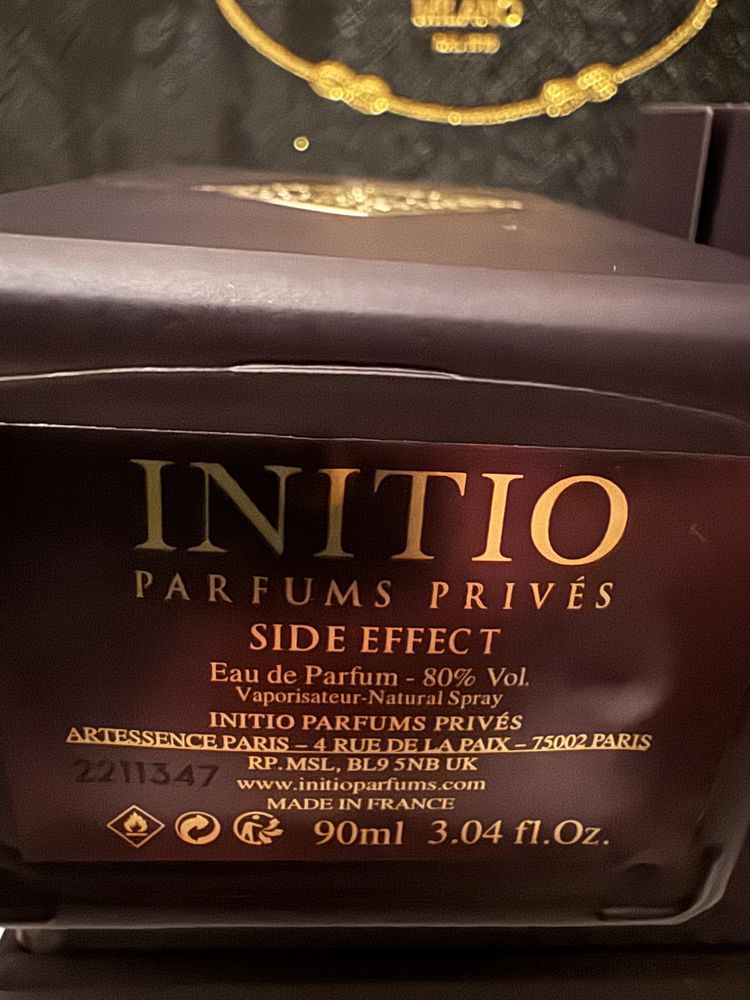 MILANO
INITIO
PARFUMS PRIVÉS
SIDE EFFECT
Eau de Parfum - 80% Vol.
Vaporisateur-Natural Spray
INITIO PARFUMS PRIVÉS
ARTESSENCE PARIS – 4 RUE DE LA PAIX – 75002 PARIS
RP. MSL, BL9 5NB UK
2211347
www.initioparfums.com
MADE IN FRANCE
90ml 3.04 fl.Oz.